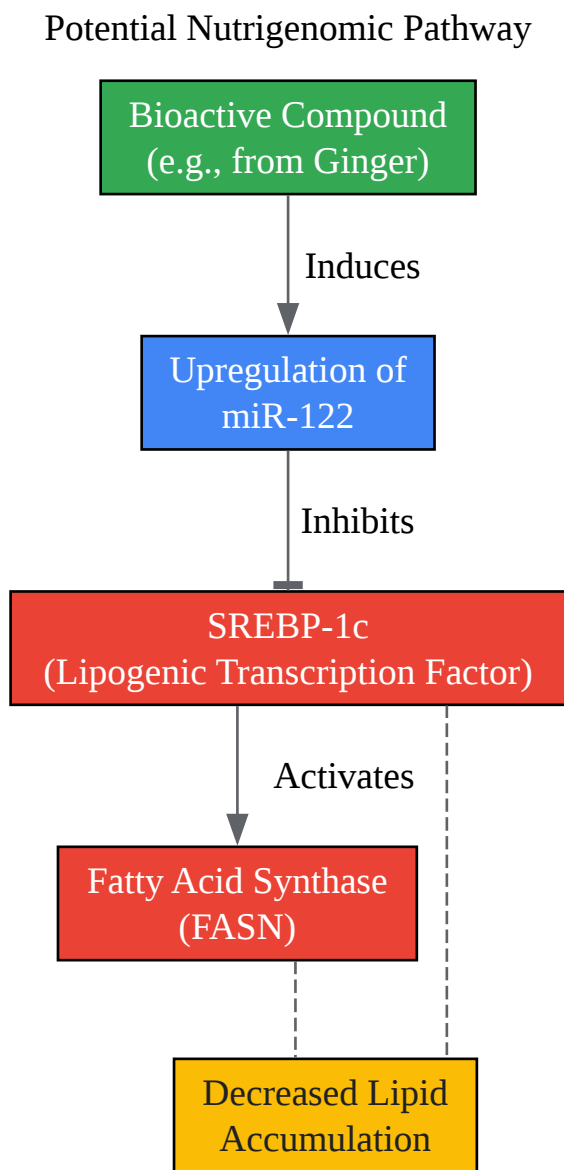 Potential Nutrigenomic Pathway
Bioactive Compound
(e.g., from Ginger)
Induces
Upregulation of
miR-122
Inhibits
SREBP-1c
(Lipogenic Transcription Factor)
Activates
Fatty Acid Synthase
(FASN)
Decreased Lipid
Accumulation